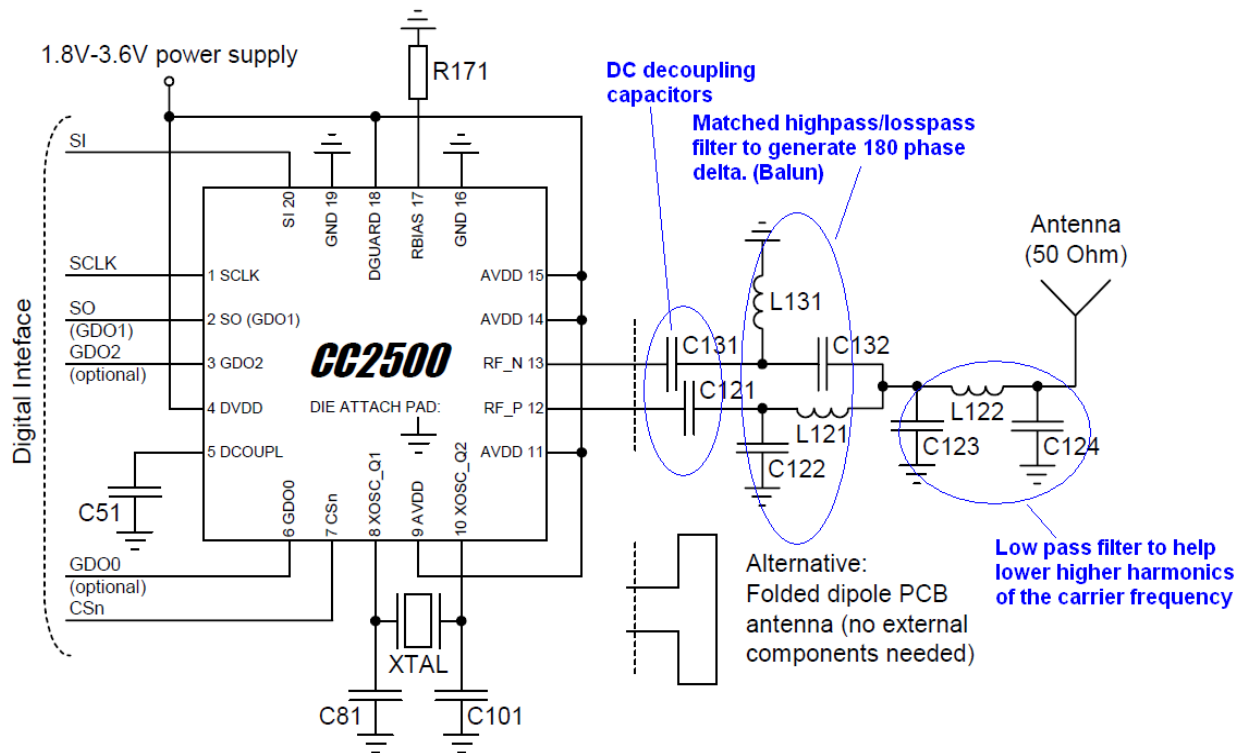 1.8V-3.6V power supply
R171
DC decoupling
capacitors
Matched highpass/losspass
filter to generate 180 phase
delta. (Balun)
Antenna
(50 Ohm)
Digital Inteface
SI
SCLK
SO
(GDO1)
GDO2
(optional)
GDO0
(optional)
CSn
SI 20
GND 19
DGUARD 18
RBIAS 17
GND 16
1 SCLK
2 SO (GDO1)
3 GDO2
4 DVDD
5 DCOUPL
6 GDO0
7 CSn
8 XOSC_Q1
9 AVDD
10 XOSC_Q2
AVDD 15
AVDD 14
RF_N 13
RF_P 12
AVDD 11
CC2500
DIE ATTACH PAD:
C51
XTAL
C81
C101
L131
C131
C132
C121
L121
C122
L122
C123
C124
Alternative:
Folded dipole PCB
antenna (no external
components needed)
Low pass filter to help
lower higher harmonics
of the carrier frequency